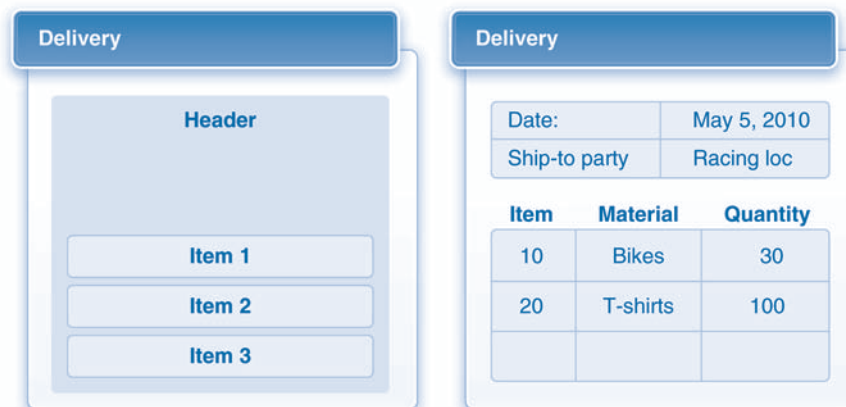 Delivery
Header
Item 1
Item 2
Item 3
Delivery
Date: May 5, 2010
Ship-to party Racing loc
Item Material Quantity
10 Bikes 30
20 T-shirts 100